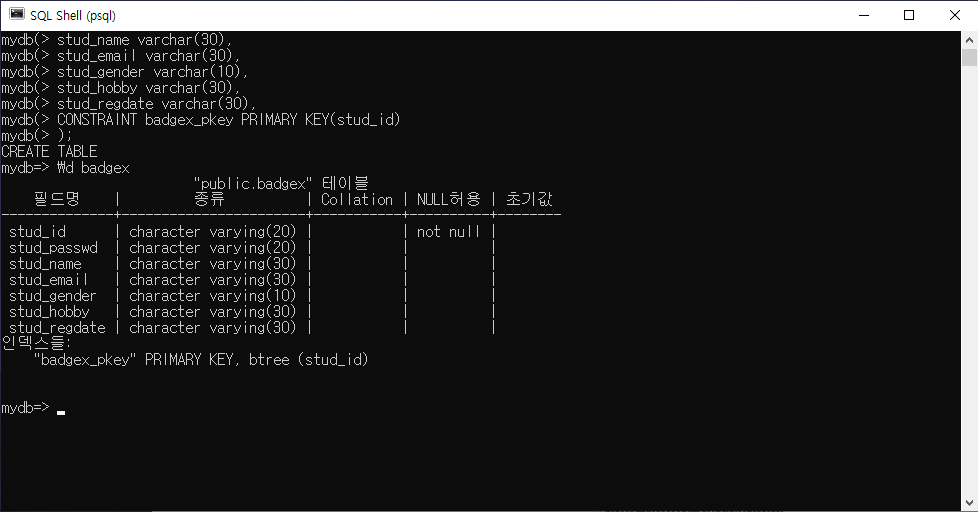 SQL Shell (psql)
mydb(> stud_name varchar(30),
mydb(> stud_email varchar(30),
mydb(> stud_gender varchar(10),
mydb(> stud_hobby varchar(30),
mydb(> stud_regdate varchar(30),
mydb(> CONSTRAINT badgex_pkey PRIMARY KEY(stud_id)
mydb(> );
CREATE TABLE
mydb=> ₩d badgex
"public.badgex" 테이블
필드명 | 종류 | Collation | NULL허용 | 초기값
--------------+-----------------------+-----------+----------+--------
stud_id | character varying(20) | | not null |
stud_passwd | character varying(20) | | |
stud_name | character varying(30) | | |
stud_email | character varying(30) | | |
stud_gender | character varying(10) | | |
stud_hobby | character varying(30) | | |
stud_regdate | character varying(30) | | |
인덱스들:
"badgex_pkey" PRIMARY KEY, btree (stud_id)
mydb=>